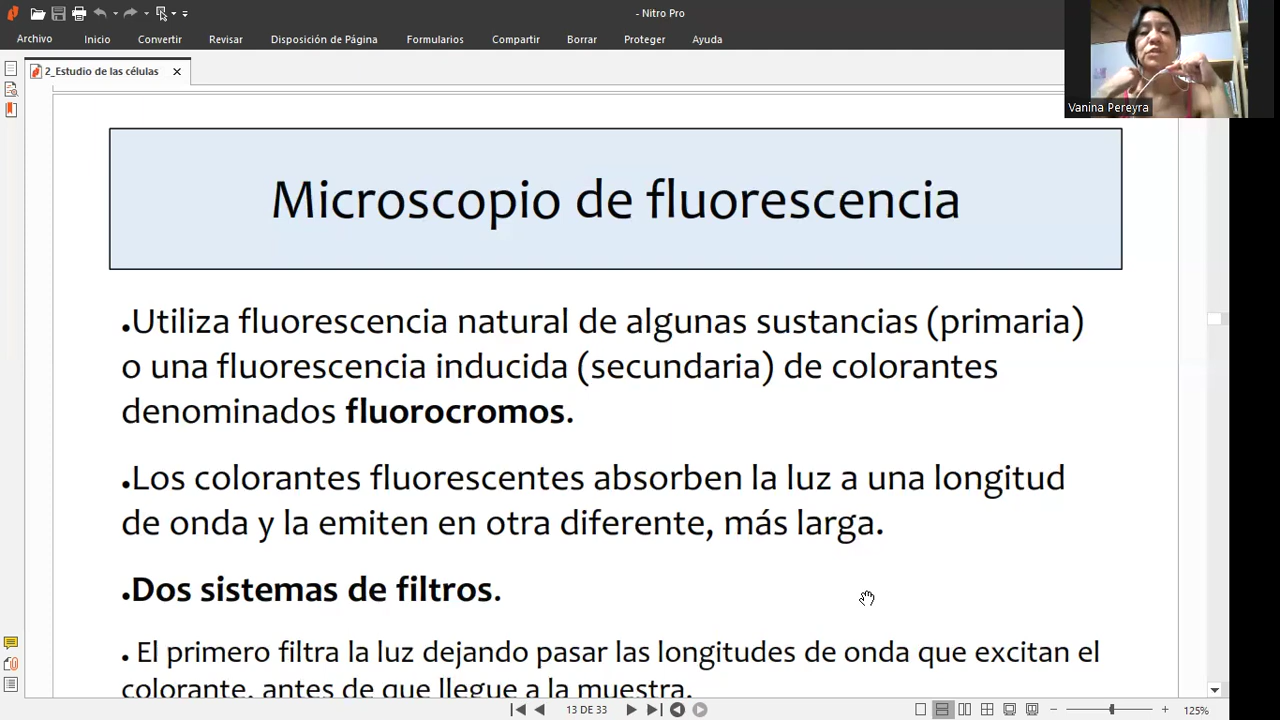 - Nitro Pro
Archivo Inicio Convertir Revisar Disposición de Página Formularios Compartir Borrar Proteger Ayuda
2_Estudio de las células
Vanina Pereyra
Microscopio de fluorescencia
•Utiliza fluorescencia natural de algunas sustancias (primaria)
o una fluorescencia inducida (secundaria) de colorantes
denominados fluorocromos.
•Los colorantes fluorescentes absorben la luz a una longitud
de onda y la emiten en otra diferente, más larga.
•Dos sistemas de filtros.
• El primero filtra la luz dejando pasar las longitudes de onda que excitan el
colorante, antes de que llegue a la muestra.
13 DE 33
125%